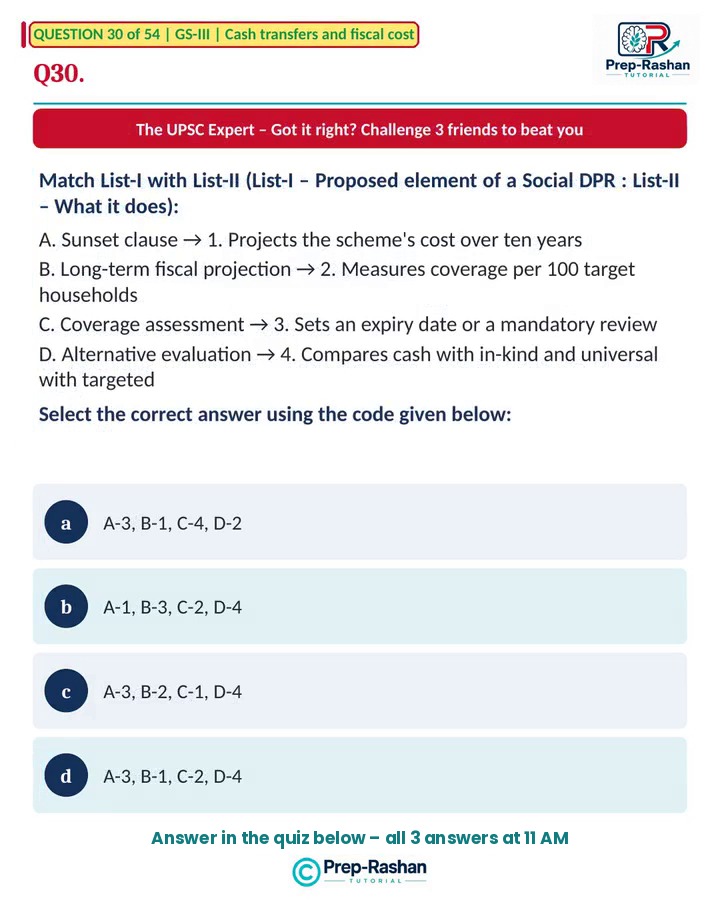 QUESTION 30 of 54 | GS-III | Cash transfers and fiscal cost
Prep-Rashan
TUTORIAL
Q30.
The UPSC Expert – Got it right? Challenge 3 friends to beat you
Match List-I with List-II (List-I – Proposed element of a Social DPR : List-II
– What it does):
A. Sunset clause → 1. Projects the scheme's cost over ten years
B. Long-term fiscal projection → 2. Measures coverage per 100 target
households
C. Coverage assessment → 3. Sets an expiry date or a mandatory review
D. Alternative evaluation → 4. Compares cash with in-kind and universal
with targeted
Select the correct answer using the code given below:
a A-3, B-1, C-4, D-2
b A-1, B-3, C-2, D-4
c A-3, B-2, C-1, D-4
d A-3, B-1, C-2, D-4
Answer in the quiz below – all 3 answers at 11 AM
© Prep-Rashan
TUTORIAL